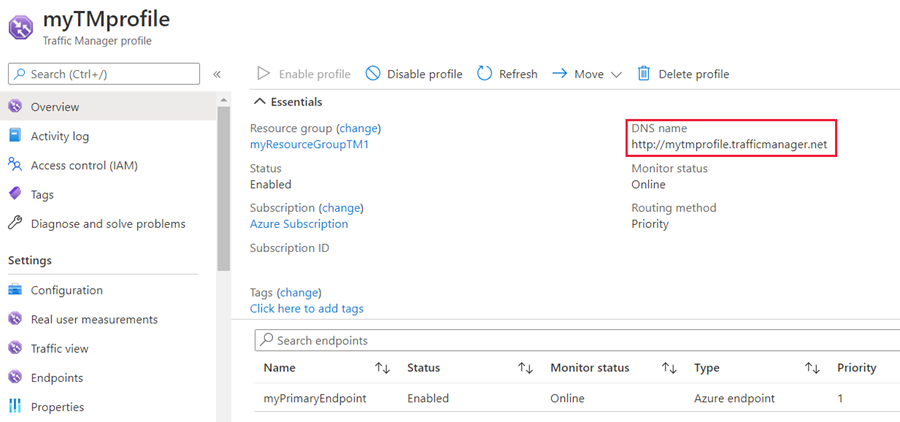 myTMprofile
Traffic Manager profile
Search (Ctrl+/)
«
Overview
Activity log
Access control (IAM)
Tags
Diagnose and solve problems
Settings
Configuration
Real user measurements
Traffic view
Endpoints
Properties
Enable profile Disable profile Refresh Move Delete profile
Essentials
Resource group (change)
myResourceGroupTM1
Status
Enabled
Subscription (change)
Azure Subscription
Subscription ID
DNS name
http://mytmprofile.trafficmanager.net
Monitor status
Online
Routing method
Priority
Tags (change)
Click here to add tags
Search endpoints
Name Status Monitor status Type Priority
myPrimaryEndpoint Enabled Online Azure endpoint 1